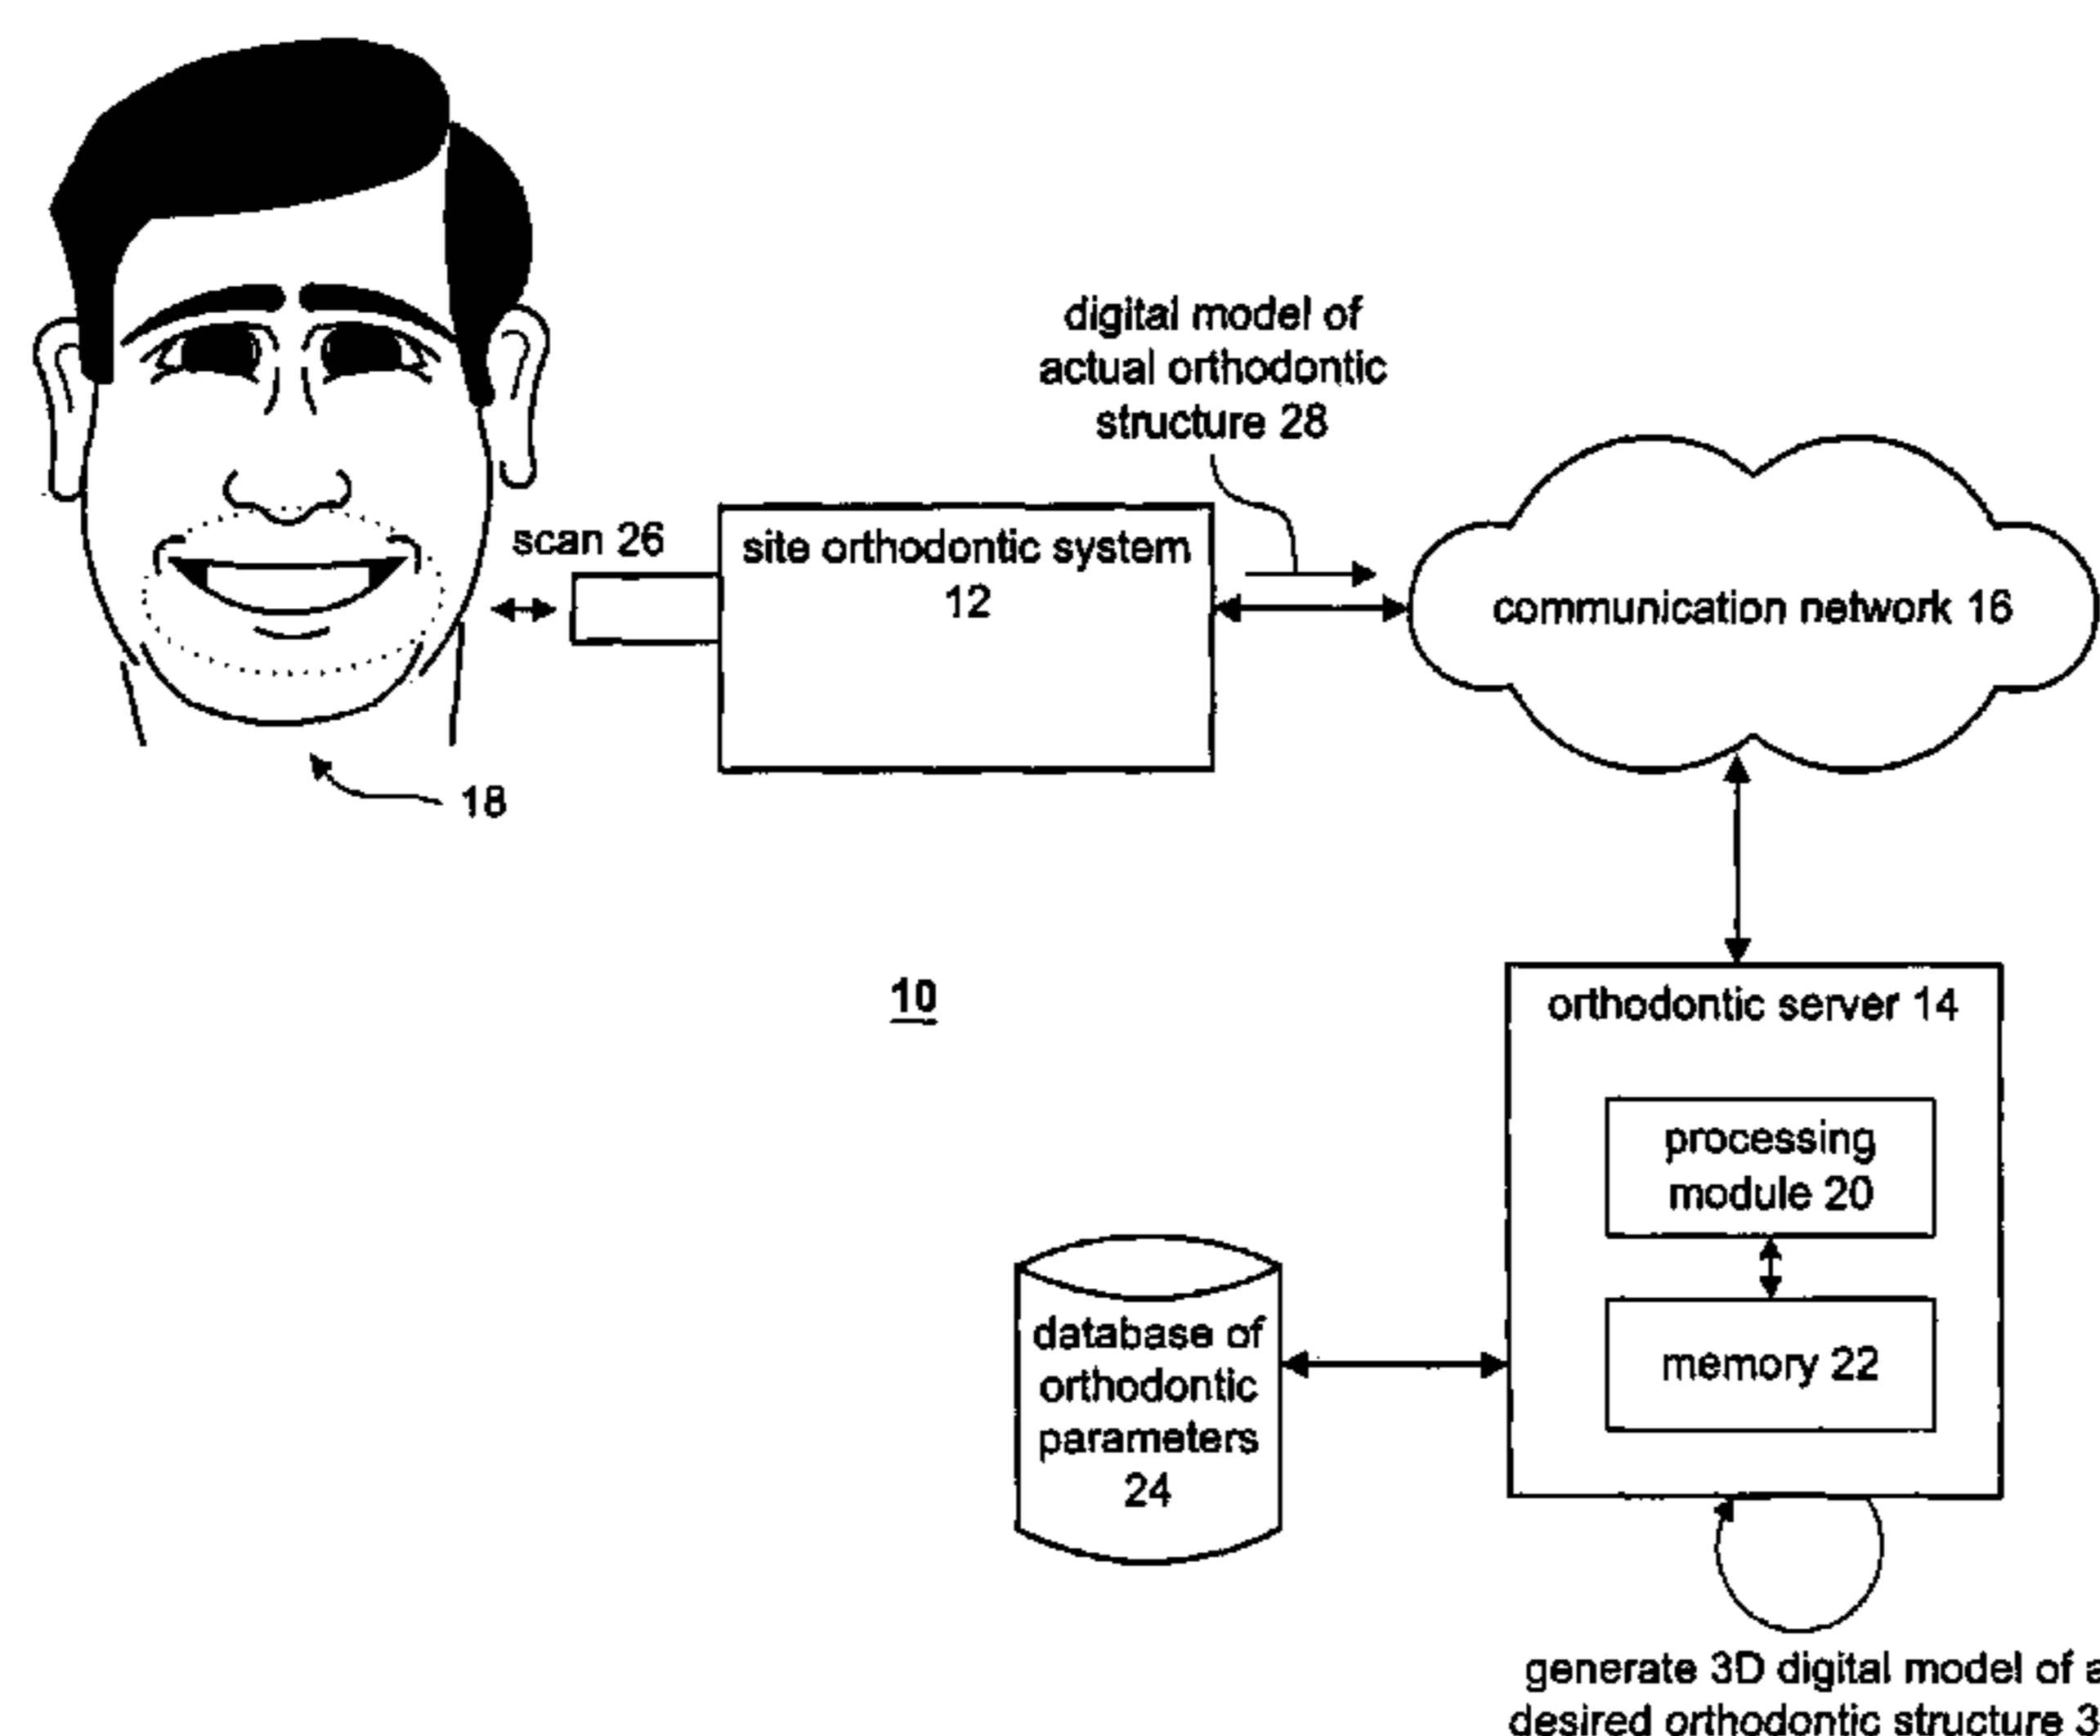 digital model of
actual orthodontic
structure 28
scan 26
site orthodontic system
12
communication network 16
18
10
orthodontic server 14
processing
module 20
memory 22
database of
orthodontic
parameters
24
generate 3D digital model of a
desired orthodontic structure